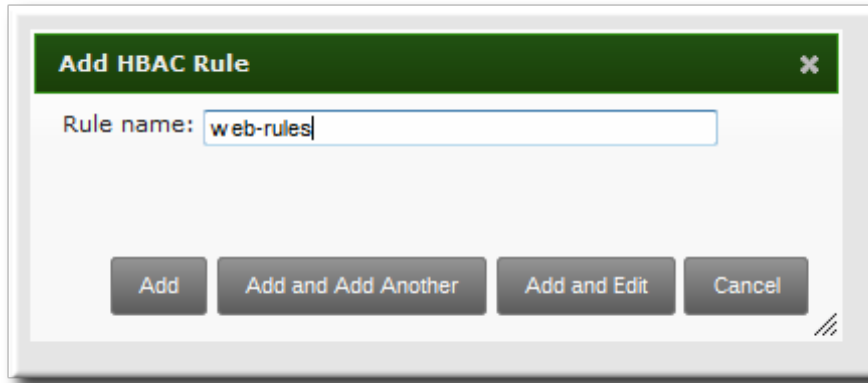 Add HBAC Rule
Rule name: web-rules
Add Add and Add Another Add and Edit Cancel